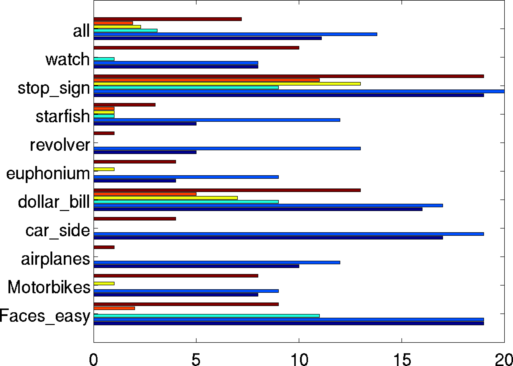 all
watch
stop_sign
starfish
revolver
euphonium
dollar_bill
car_side
airplanes
Motorbikes
Faces_easy
0 5 10 15 20